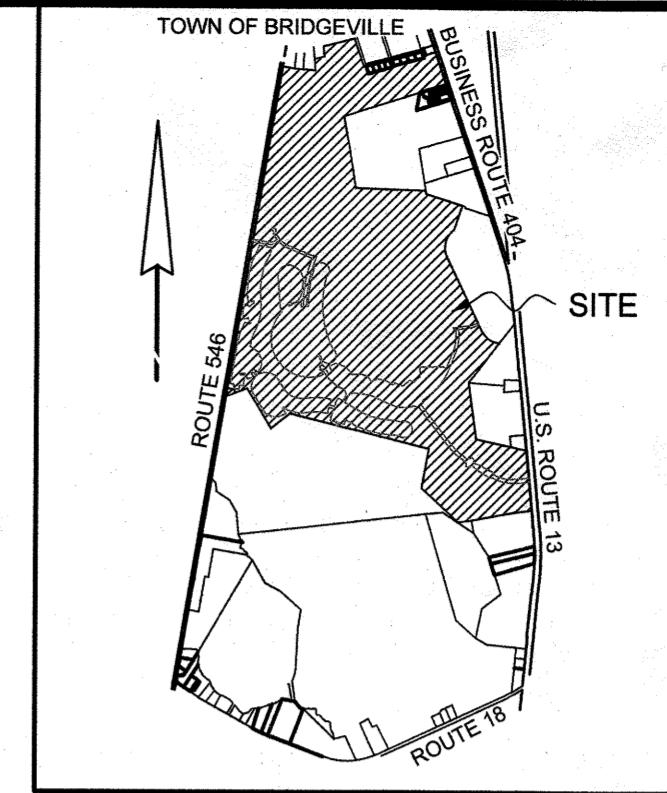 TOWN OF BRIDGEVILLE
BUSINESS ROUTE 404
SITE
ROUTE 546
U.S. ROUTE 13
ROUTE 18